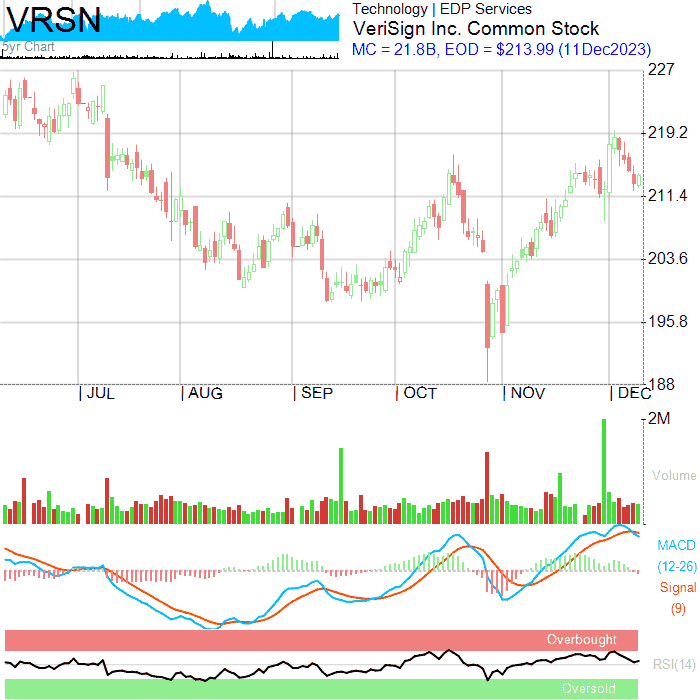 VRSN
5yr Chart
Technology | EDP Services
VeriSign Inc. Common Stock
MC = 21.8B, EOD = $213.99 (11Dec2023)
227
219.2
211.4
203.6
195.8
188
| JUL | AUG | SEP | OCT | NOV | DEC
2M
Volume
MACD
(12-26)
Signal
(9)
Overbought
RSI(14)
Oversold